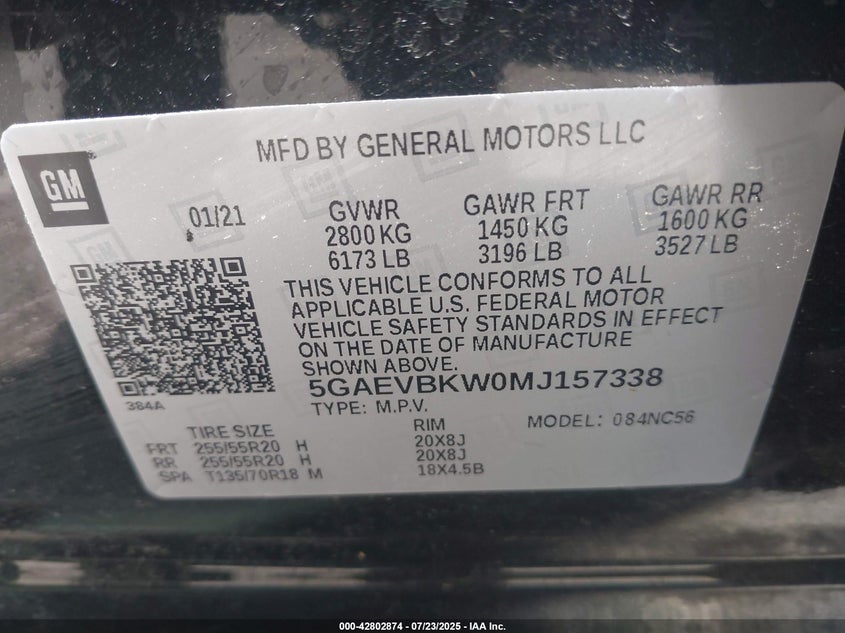 MFD BY GENERAL MOTORS LLC
GM
01/21
GVWR
2800 KG
6173 LB
GAWR FRT
1450 KG
3196 LB
GAWR RR
1600 KG
3527 LB
THIS VEHICLE CONFORMS TO ALL
APPLICABLE U.S. FEDERAL MOTOR
VEHICLE SAFETY STANDARDS IN EFFECT
ON THE DATE OF MANUFACTURE
SHOWN ABOVE.
5GAEVBKW0MJ157338
384A
TYPE: M.P.V.
MODEL: 084NC56
TIRE SIZE RIM
FRT 255/55R20 H 20X8J
RR 255/55R20 H 20X8J
SPA T135/70R18 M 18X4.5B
000-42802874 - 07/23/2025 - IAA Inc.